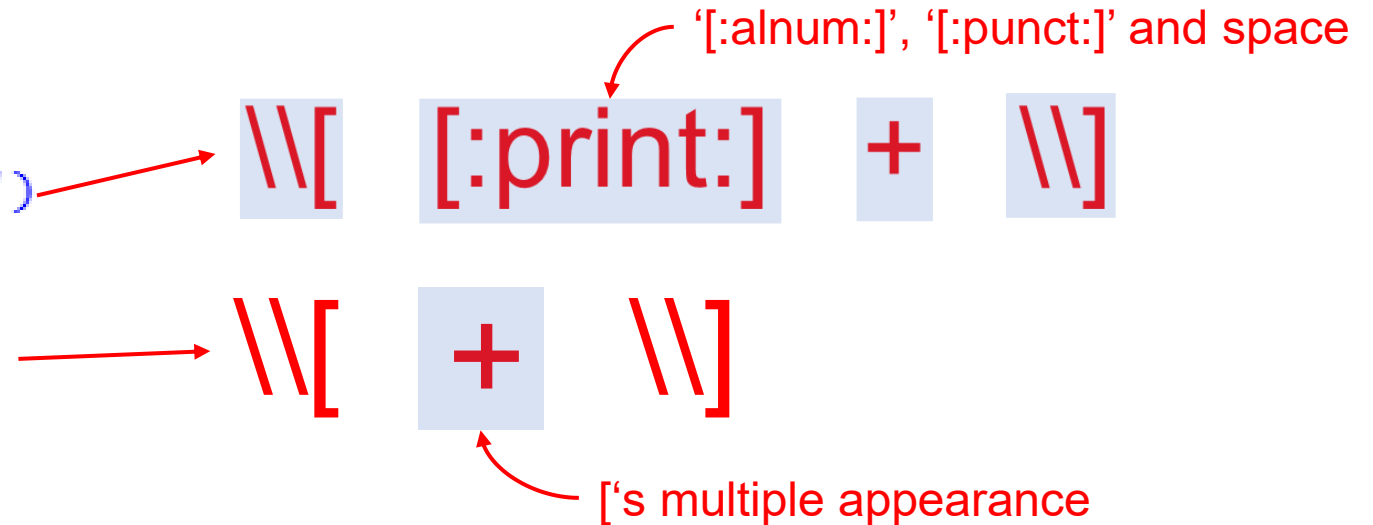 ‘[:alnum:]’, ‘[:punct:]’ and space
\\[ [:print:] + \\]
)
\\[ + \\]
[‘s multiple appearance